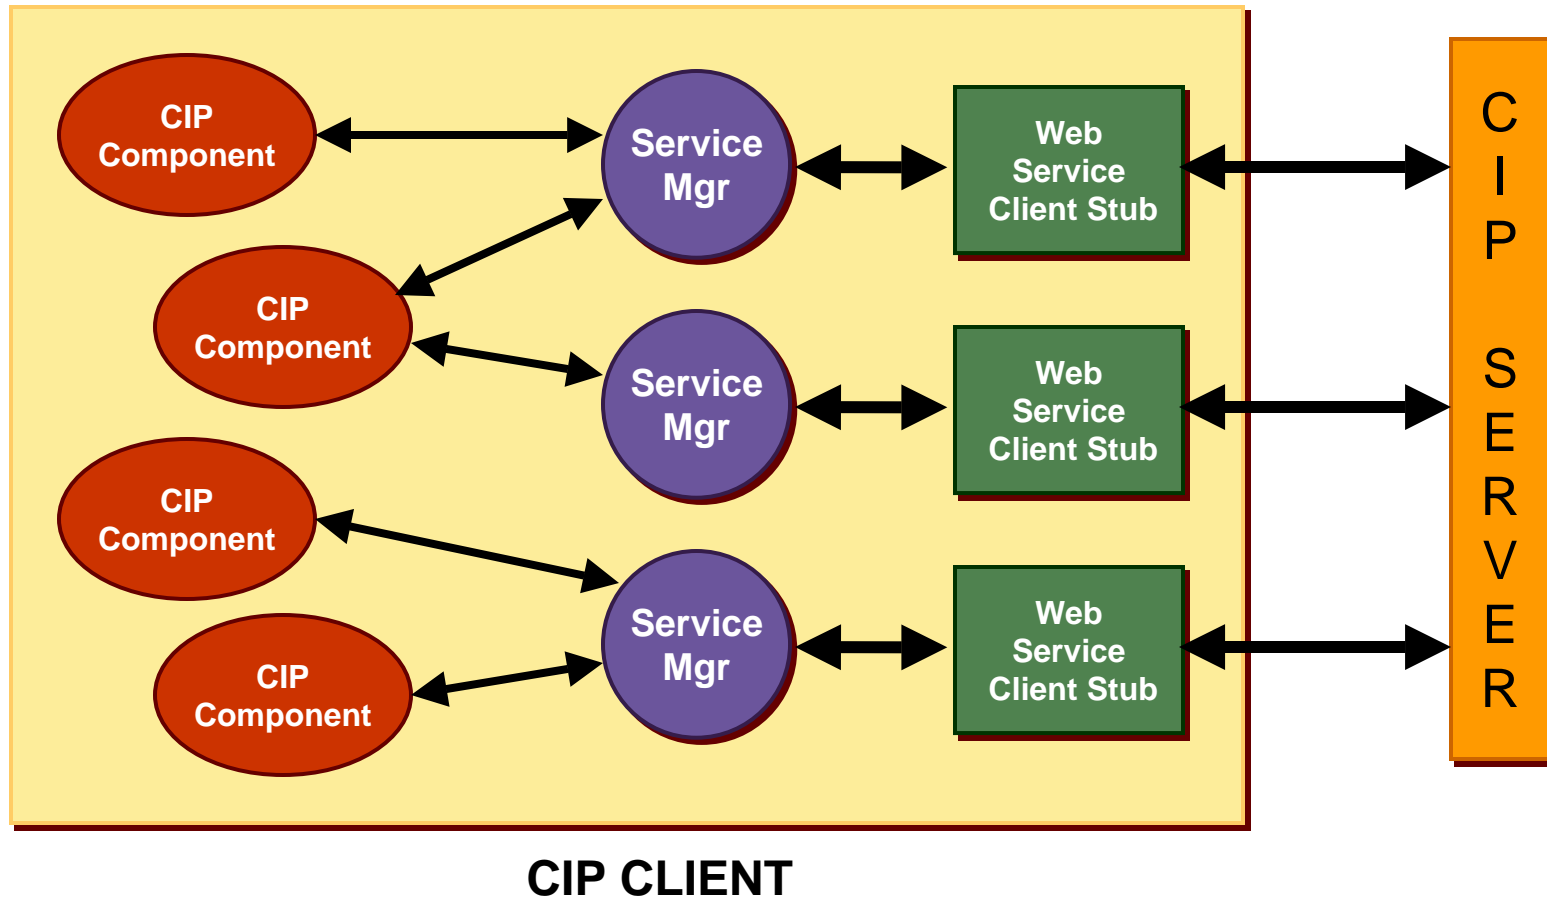 CIP
Component
Service
Mgr
Web
Service
Client Stub
CIP
Component
Service
Mgr
Web
Service
Client Stub
CIP
Component
Service
Mgr
Web
Service
Client Stub
CIP
Component
C
I
P
S
E
R
V
E
R
CIP CLIENT